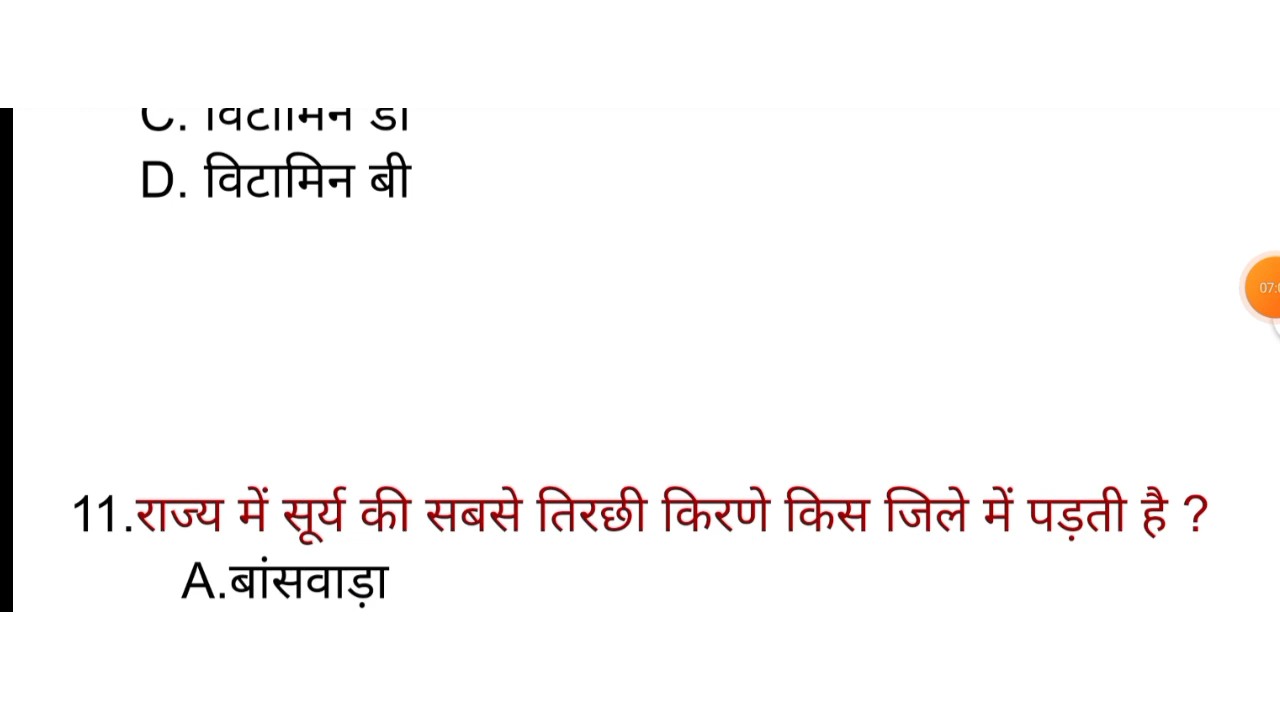 C. विटामिन डी
D. विटामिन बी
11.राज्य में सूर्य की सबसे तिरछी किरणे किस जिले में पड़ती है ?
A.बांसवाड़ा